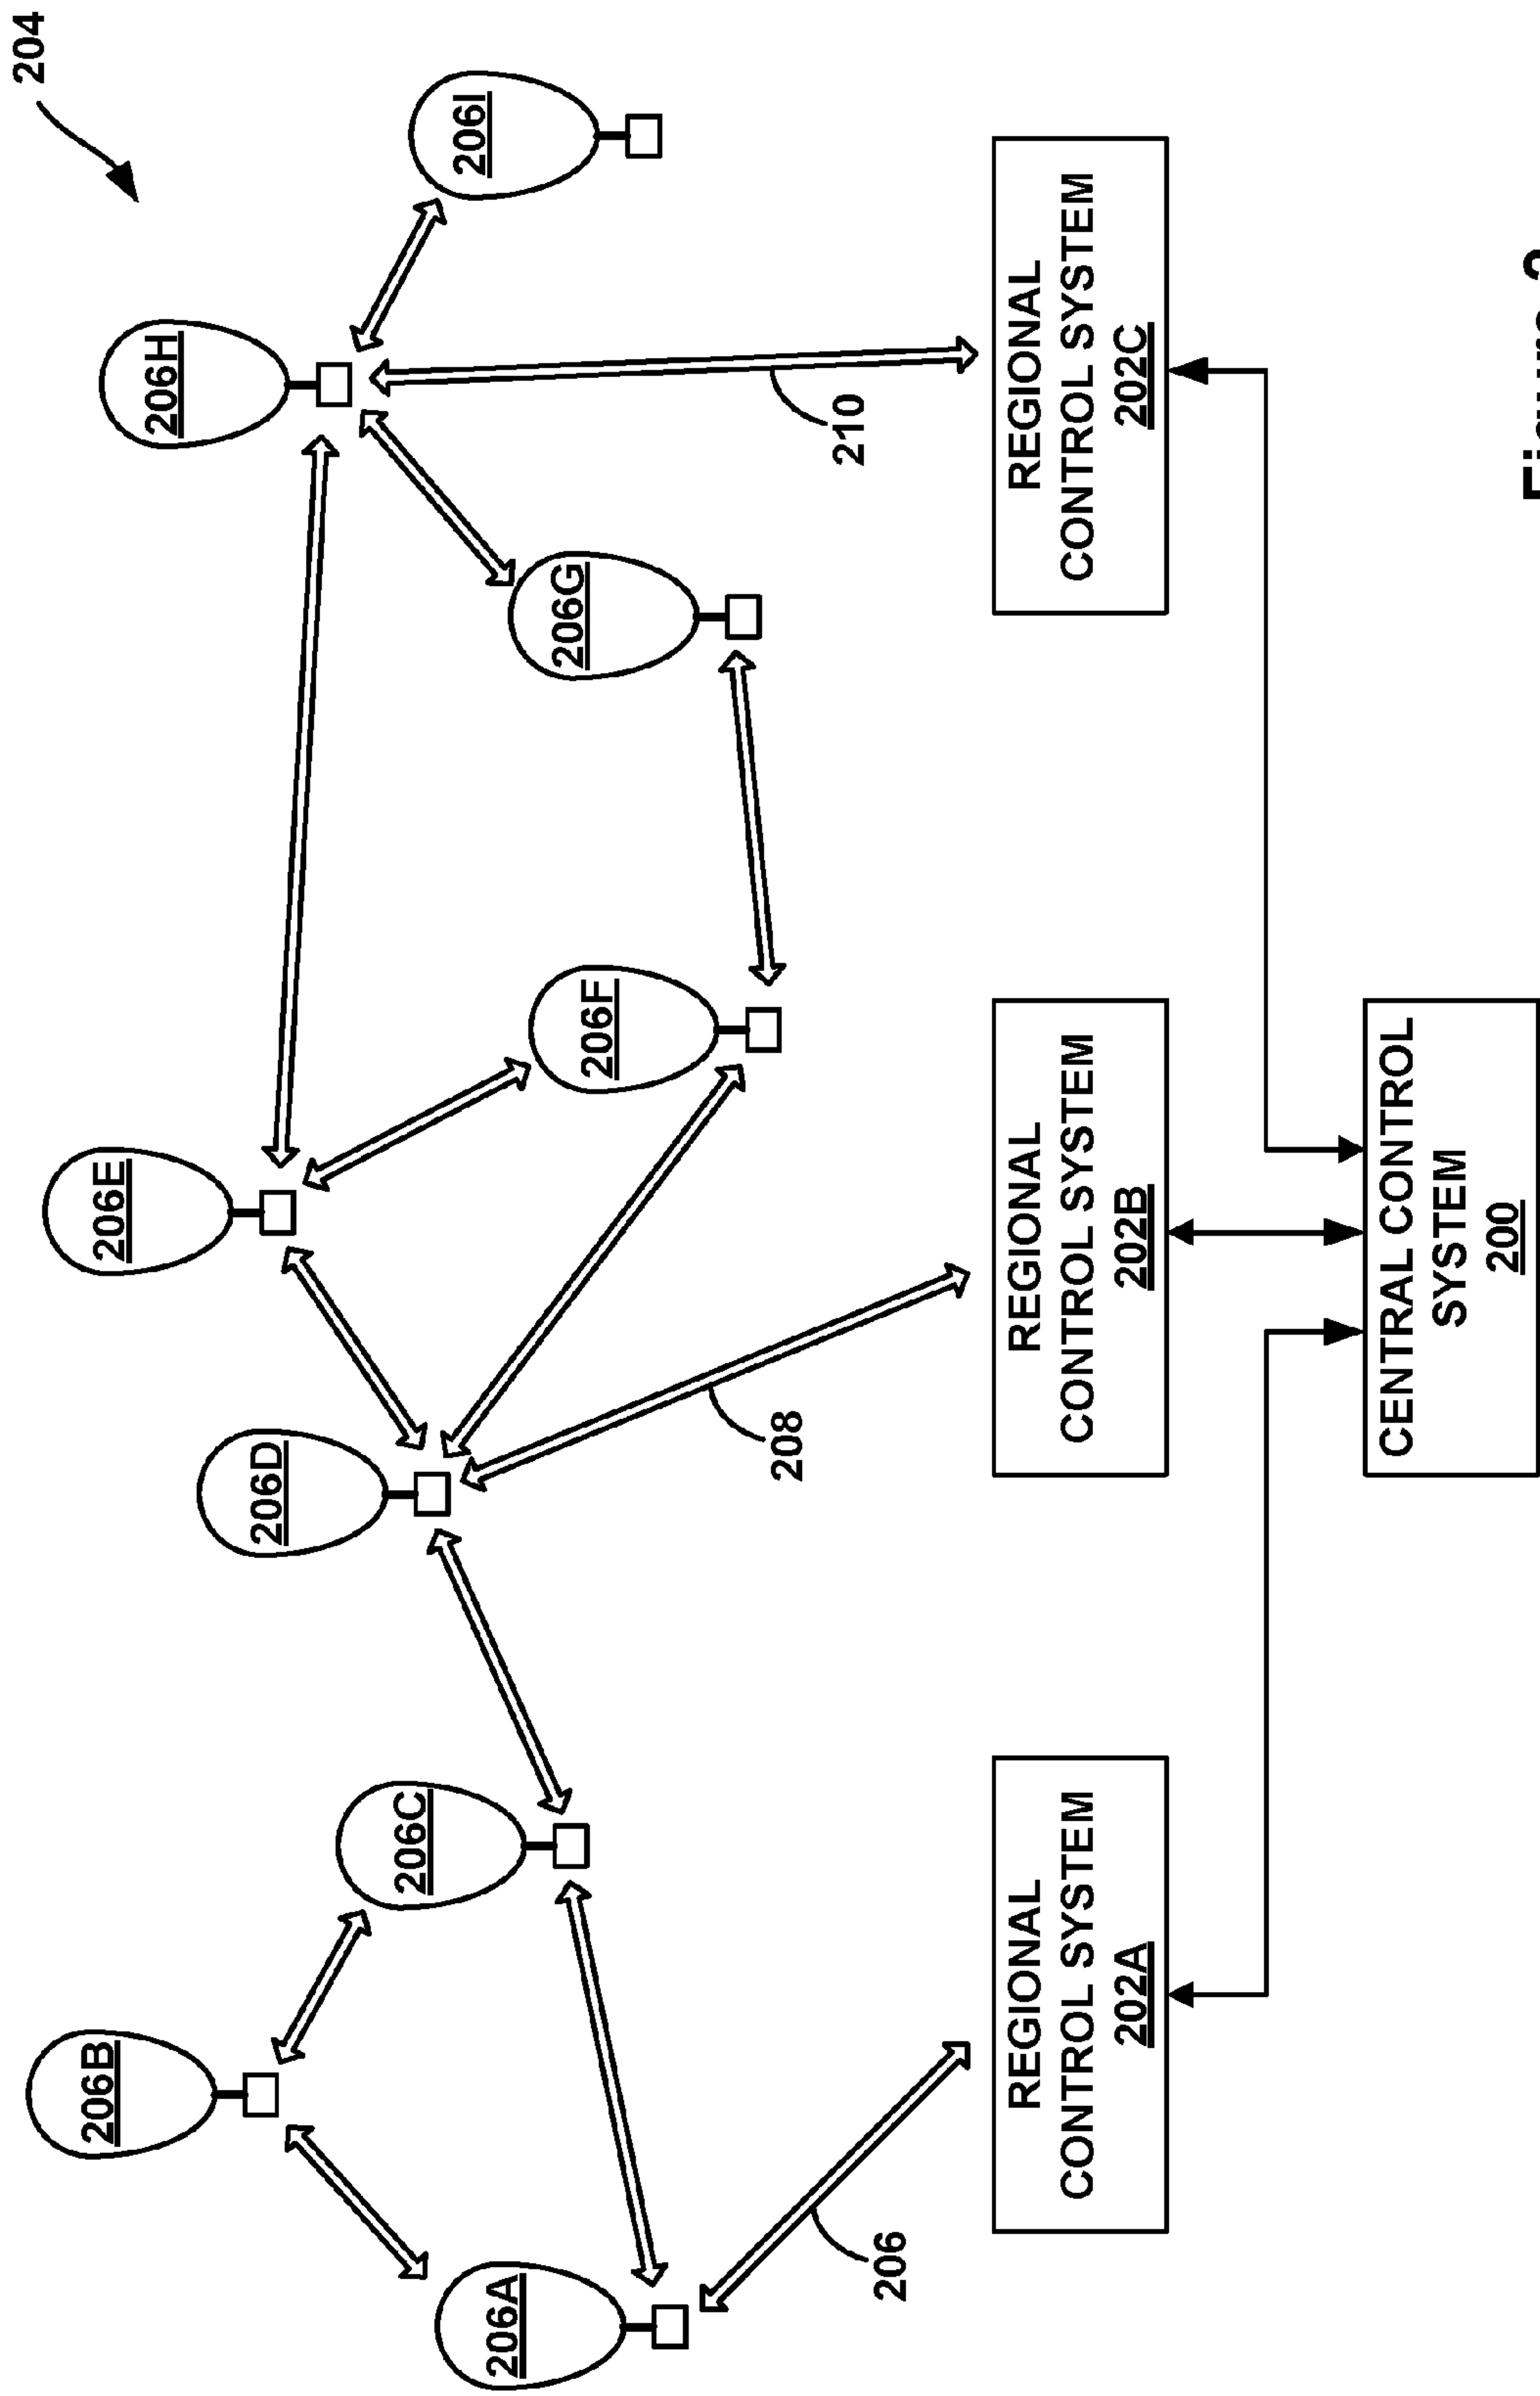 204
206B
206E
206H
206D
206C
206I
206A
206F
206G
206
208
210
REGIONAL
CONTROL SYSTEM
202A
REGIONAL
CONTROL SYSTEM
202B
REGIONAL
CONTROL SYSTEM
202C
CENTRAL CONTROL
SYSTEM
200